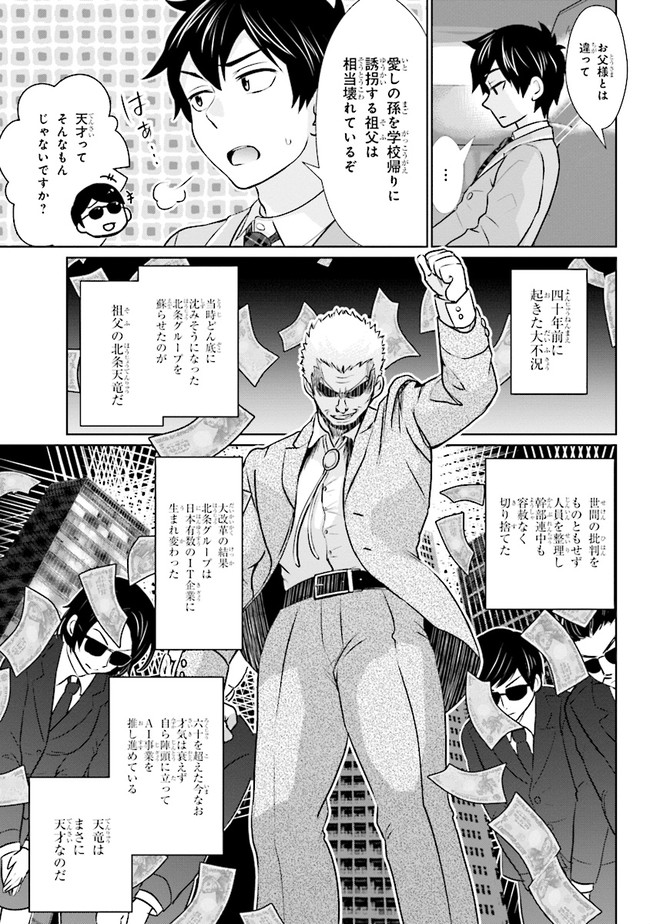 お父様とは
違って
…
愛しの孫を学校帰りに
誘拐する祖父は
相当壊れているぞ
はぁ…
天才って
そんなもん
じゃないですか？
四十年前に
起きた大不況
当時どん底に
沈みそうになった
北条グループを
蘇らせたのが
祖父の北条天竜だ
世間の批判を
ものともせず
人員を整理し
幹部連中も
容赦なく
切り捨てた
大改革の結果
北条グループは
日本有数のIT企業に
生まれ変わった
六十を超えた今なお
才気は衰えず
自ら陣頭に立って
AI事業を
推し進めている
天竜は
まさに
天才なのだ